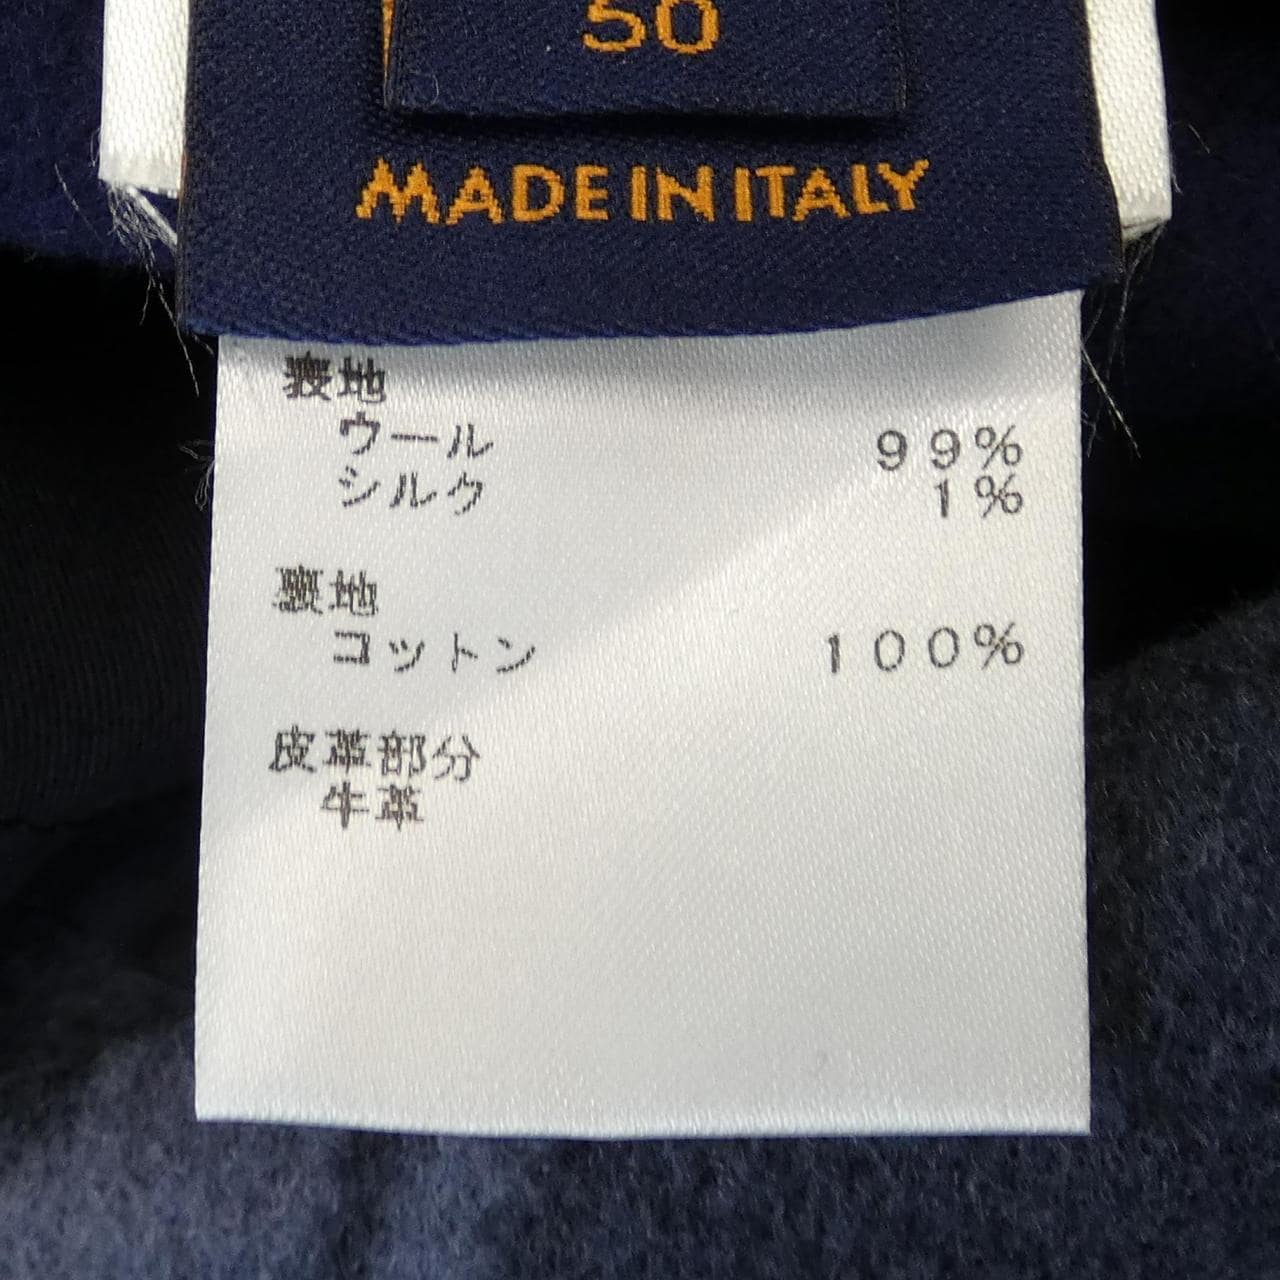 50
MADE IN ITALY
表地
ウール 99%
シルク 1%
裏地
コットン 100%
皮革部分
牛革